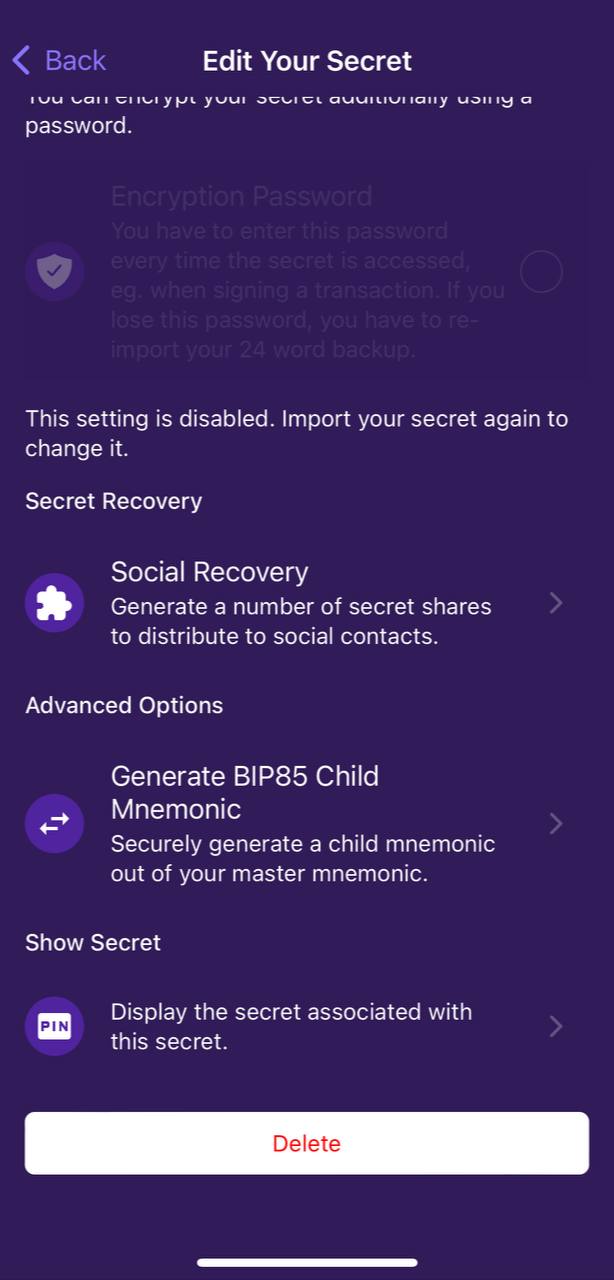 Back
Edit Your Secret
You can encrypt your secret additionally using a
password.
Encryption Password
You have to enter this password
every time the secret is accessed,
eg. when signing a transaction. If you
lose this password, you have to re-
import your 24 word backup.
This setting is disabled. Import your secret again to
change it.
Secret Recovery
Social Recovery
Generate a number of secret shares
to distribute to social contacts.
Advanced Options
Generate BIP85 Child
Mnemonic
Securely generate a child mnemonic
out of your master mnemonic.
Show Secret
PIN
Display the secret associated with
this secret.
Delete